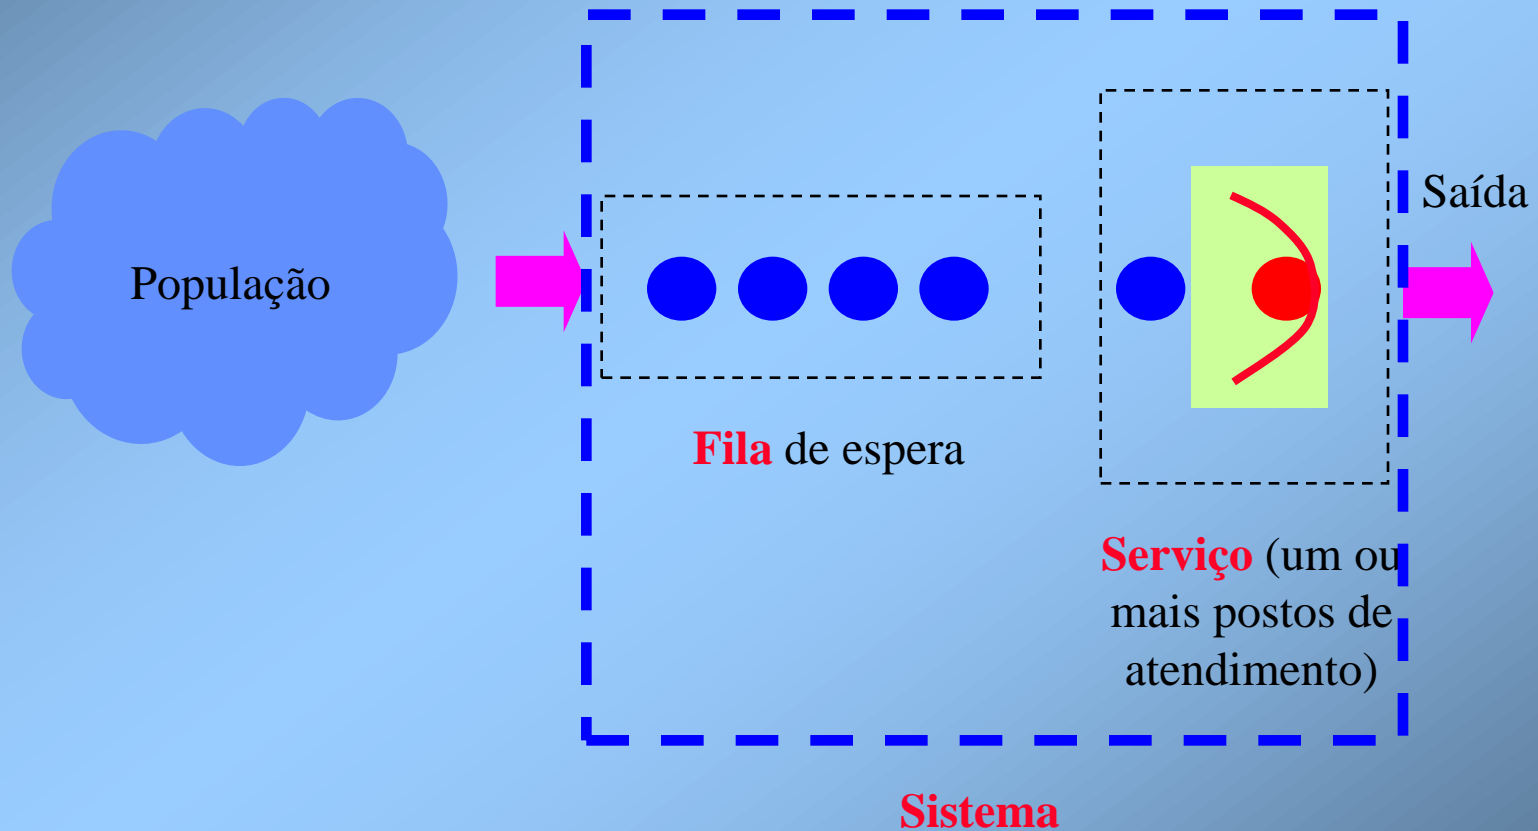 População
Saída
Fila de espera
Serviço (um ou
mais postos de
atendimento)
Sistema